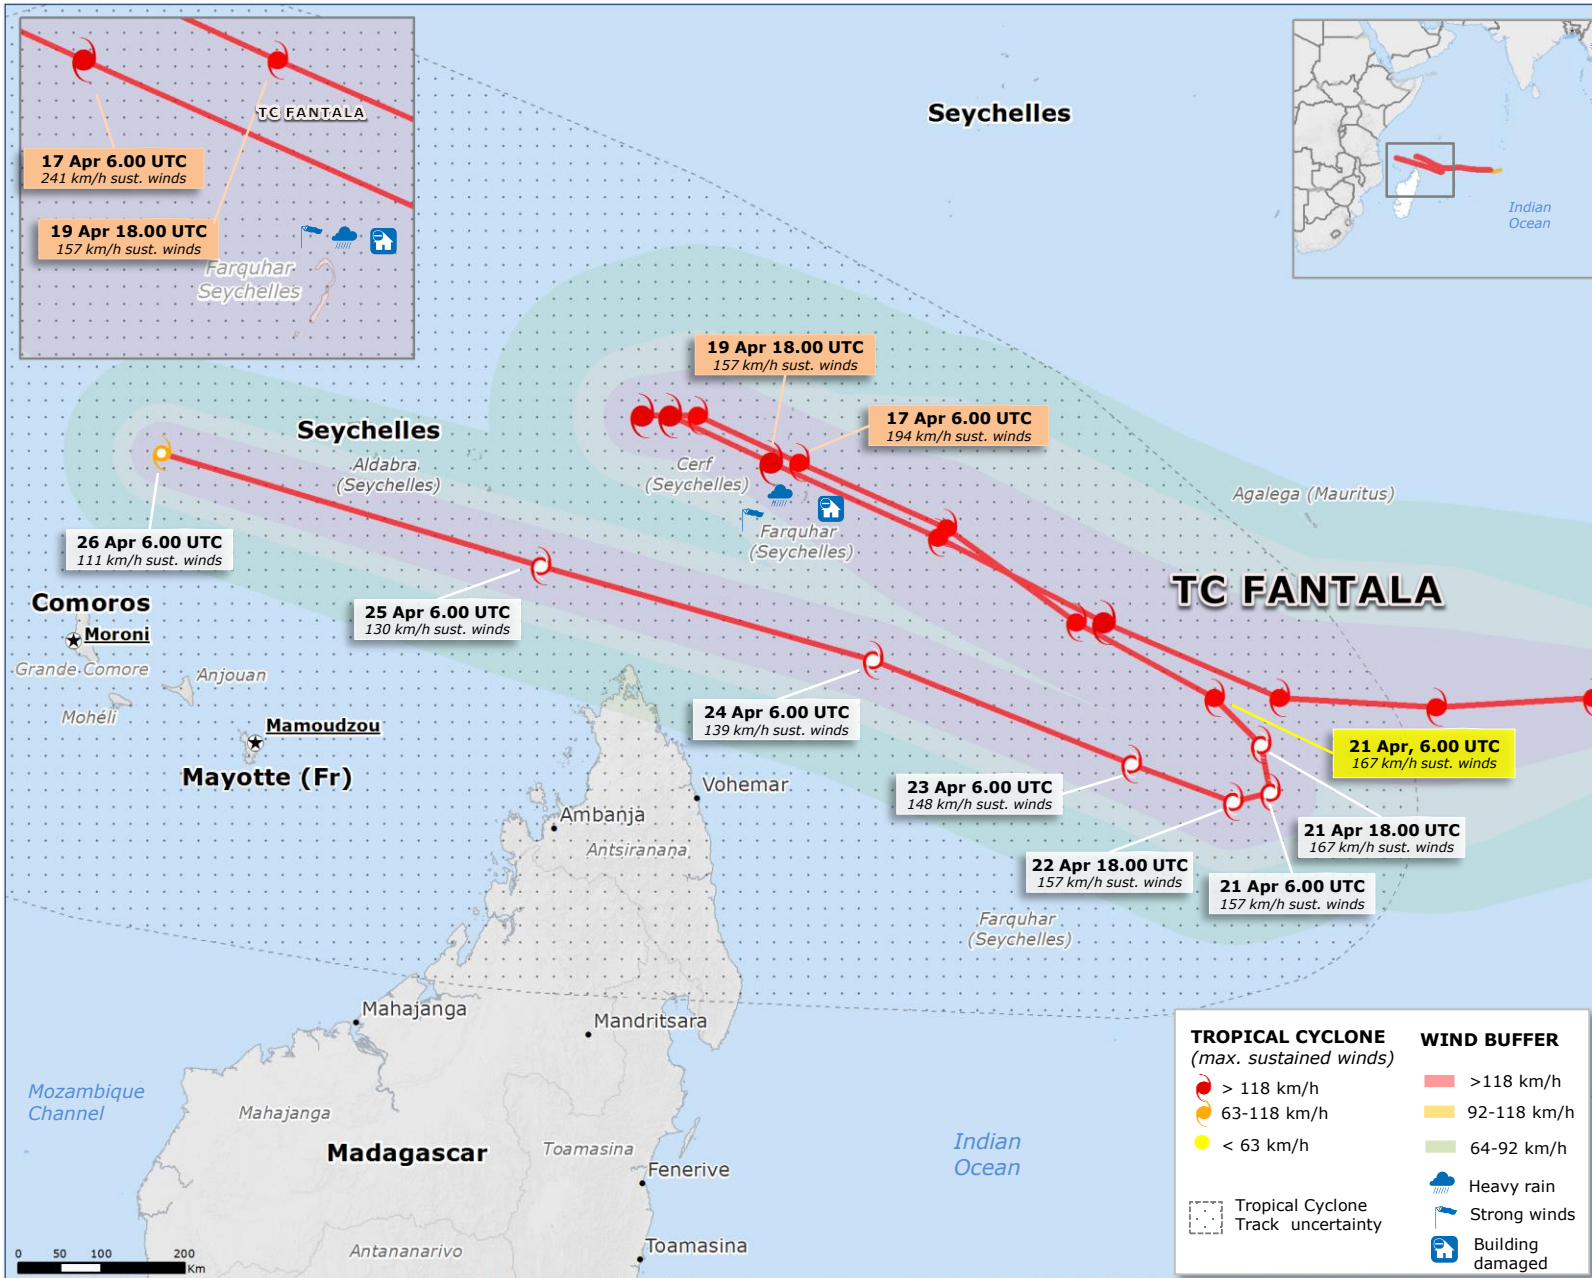 TC FANTALA
17 Apr 6.00 UTC
241 km/h sust. winds
19 Apr 18.00 UTC
157 km/h sust. winds
Farquhar
Seychelles
Seychelles
Indian
Ocean
19 Apr 18.00 UTC
157 km/h sust. winds
17 Apr 6.00 UTC
194 km/h sust. winds
Seychelles
Aldabra
(Seychelles)
Cerf
(Seychelles)
Farquhar
(Seychelles)
Agalega (Mauritus)
26 Apr 6.00 UTC
111 km/h sust. winds
TC FANTALA
Comoros
Moroni
Grande Comore
Anjouan
Mohéli
25 Apr 6.00 UTC
130 km/h sust. winds
24 Apr 6.00 UTC
139 km/h sust. winds
Mamoudzou
Mayotte (Fr)
21 Apr, 6.00 UTC
167 km/h sust. winds
23 Apr 6.00 UTC
148 km/h sust. winds
Vohemar
Ambanja
Antsiranana
21 Apr 18.00 UTC
167 km/h sust. winds
22 Apr 18.00 UTC
157 km/h sust. winds
21 Apr 6.00 UTC
157 km/h sust. winds
Farquhar
(Seychelles)
Mahajanga
Mandritsara
Mozambique
Channel
Mahajanga
Madagascar
Toamasina
Fenerive
Indian
Ocean
Antananarivo
Toamasina
0 50 100 200
Km
TROPICAL CYCLONE
(max. sustained winds)
> 118 km/h
63-118 km/h
< 63 km/h
Tropical Cyclone
Track uncertainty
WIND BUFFER
>118 km/h
92-118 km/h
64-92 km/h
Heavy rain
Strong winds
Building
damaged